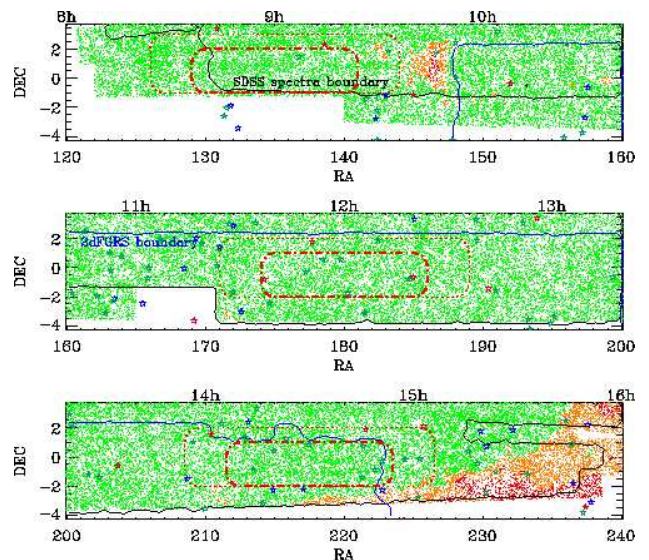 8h 9h 10h
DEC
2
0
-2
-4
SDSS spectra boundary
120 130 140 150 160
RA
11h 12h 13h
DEC
2
0
-2
-4
2dFGRS boundary
160 170 180 190 200
RA
14h 15h 16h
DEC
2
0
-2
-4
200 210 220 230 240
RA